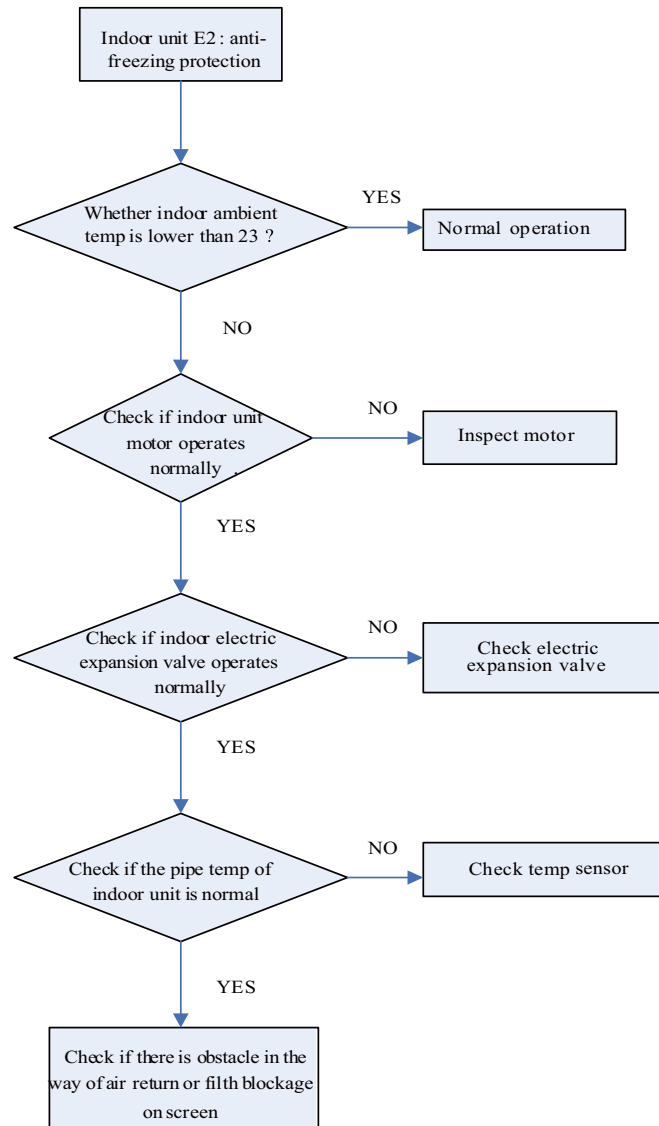 Indoor unit E2 : anti-
freezing protection
Whether indoor ambient
temp is lower than 23 ?
YES
Normal operation
NO
Check if indoor unit
motor operates
normally .
NO
Inspect motor
YES
Check if indoor electric
expansion valve operates
normally
NO
Check electric
expansion valve
YES
Check if the pipe temp of
indoor unit is normal
NO
Check temp sensor
YES
Check if there is obstacle in the
way of air return or filth blockage
on screen